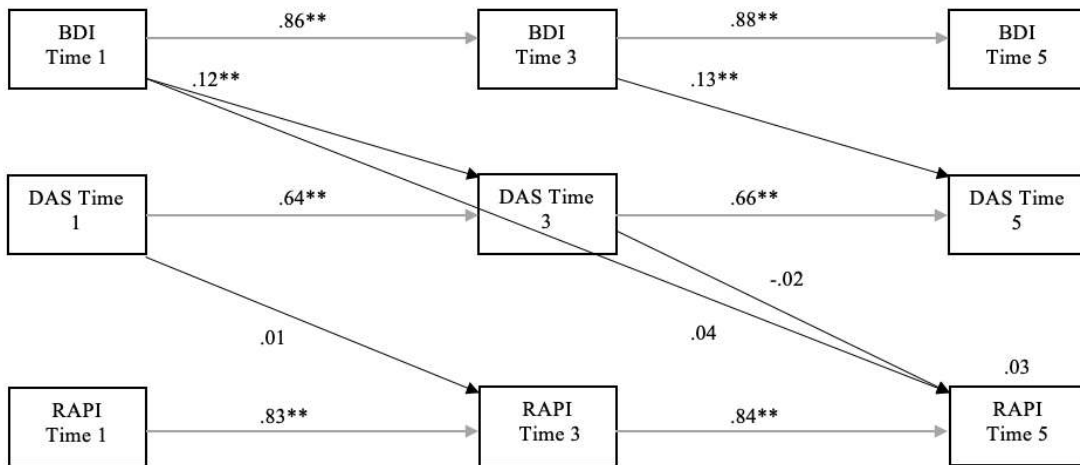 .86**
.88**
BDI
Time 1
BDI
Time 3
BDI
Time 5
.12**
.13**
DAS Time
1
.64**
DAS Time
3
.66**
DAS Time
5
-.02
.01
.04
.03
RAPI
Time 1
.83**
RAPI
Time 3
.84**
RAPI
Time 5